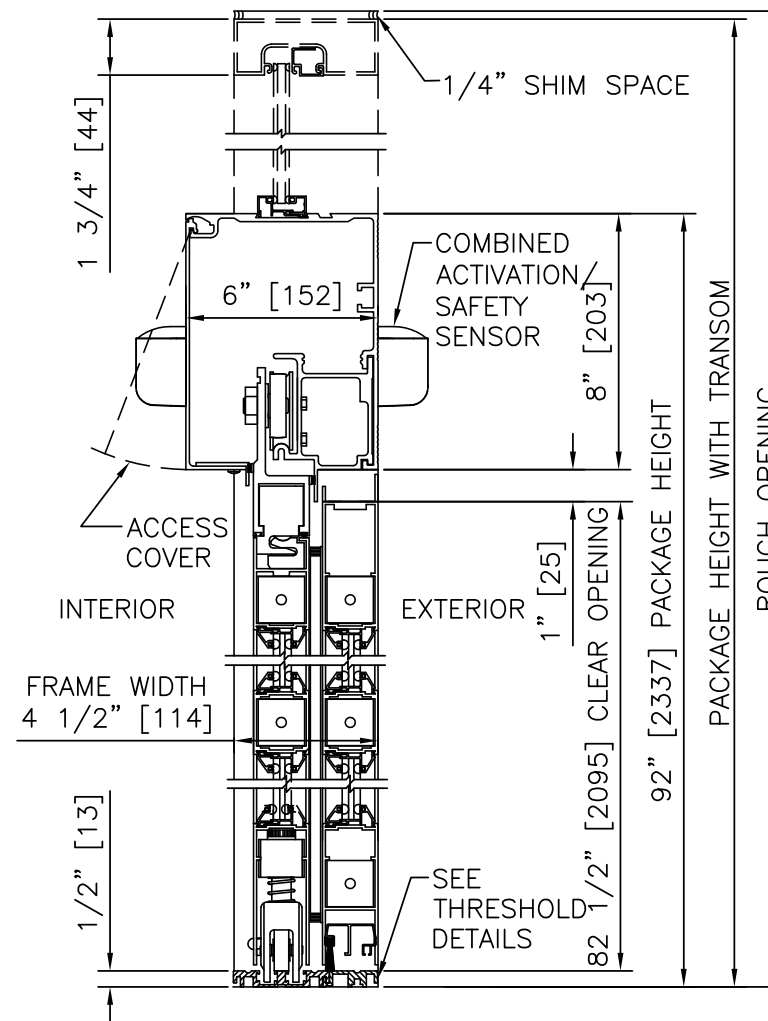 1/4” SHIM SPACE
1 3/4” [44]
COMBINED
ACTIVATION/
SAFETY
SENSOR
6” [152]
8” [203]
PACKAGE HEIGHT WITH TRANSOM
ROUGH OPENING
92” [2337] PACKAGE HEIGHT
ACCESS
COVER
INTERIOR
EXTERIOR
1” [25]
82 1/2” [2095] CLEAR OPENING
FRAME WIDTH
4 1/2” [114]
1/2” [13]
SEE
THRESHOLD
DETAILS